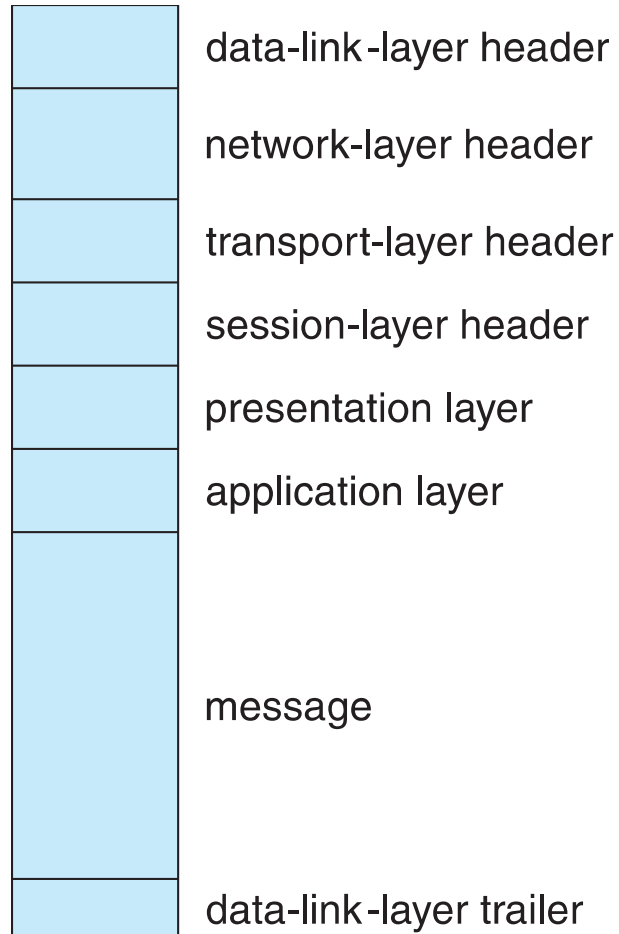 data-link-layer header
network-layer header
transport-layer header
session-layer header
presentation layer
application layer
message
data-link-layer trailer